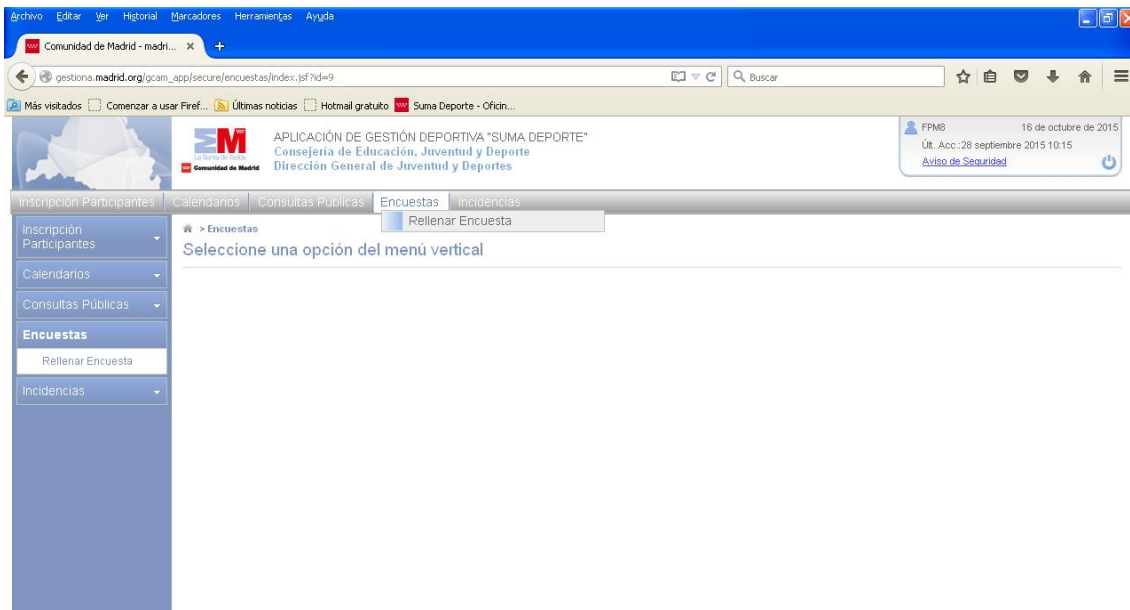 Archivo Editar Ver Historial Marcadores Herramientas Ayuda
Comunidad de Madrid - madri...
gestiona.madrid.org/gcam_app/secure/encuestas/index.jsf?id=9
Buscar
Más visitados Comenzar a usar Firef... Últimas noticias Hotmail gratuito Suma Deporte - Oficin...
La Suma de Todos
Comunidad de Madrid
APLICACIÓN DE GESTIÓN DEPORTIVA "SUMA DEPORTE"
Consejería de Educación, Juventud y Deporte
Dirección General de Juventud y Deportes
FPM8 16 de octubre de 2015
Últ. Acc.:28 septiembre 2015 10:15
Aviso de Seguridad
Inscripción Participantes Calendarios Consultas Públicas Encuestas Incidencias
Rellenar Encuesta
Inscripción
Participantes
Calendarios
Consultas Públicas
Encuestas
Rellenar Encuesta
Incidencias
> Encuestas
Seleccione una opción del menú vertical